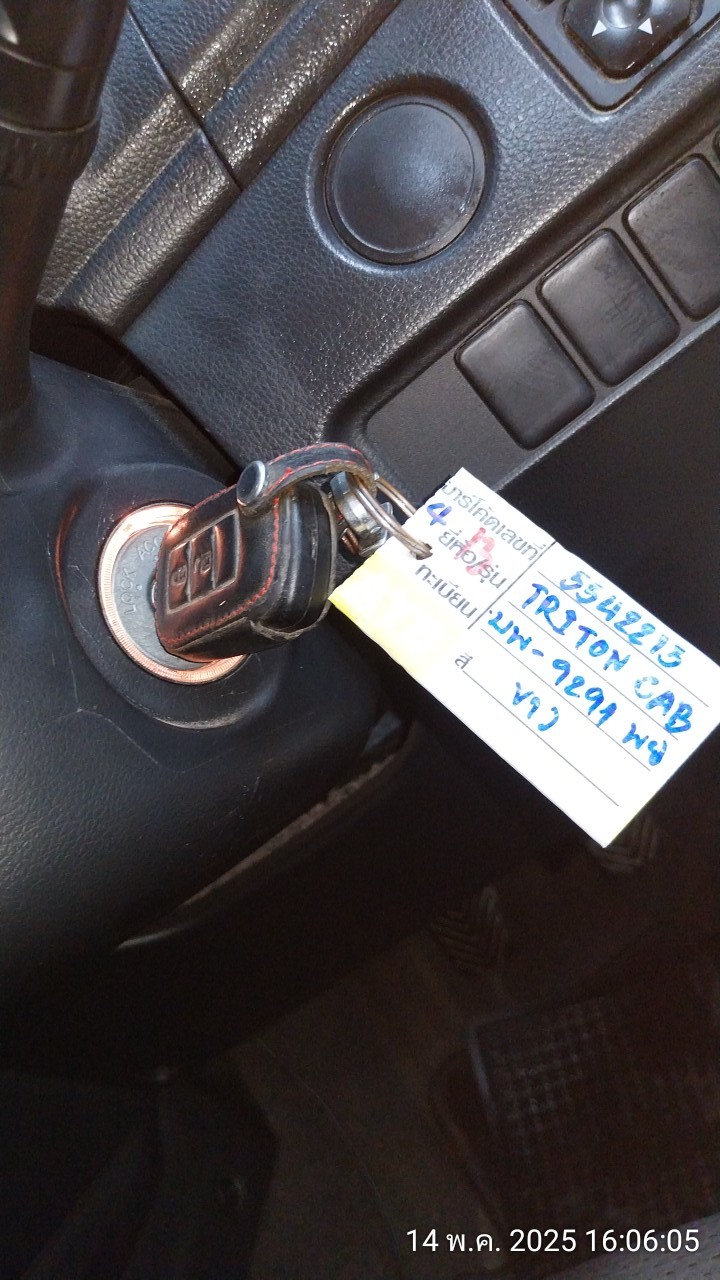 บาร์โค้ดเลขที่ 5542213
ยี่ห้อ/รุ่น TRITON CAB
ทะเบียน บพ-9291 พย
สี ขาว
4
LOCK
14 พ.ค. 2025 16:06:05